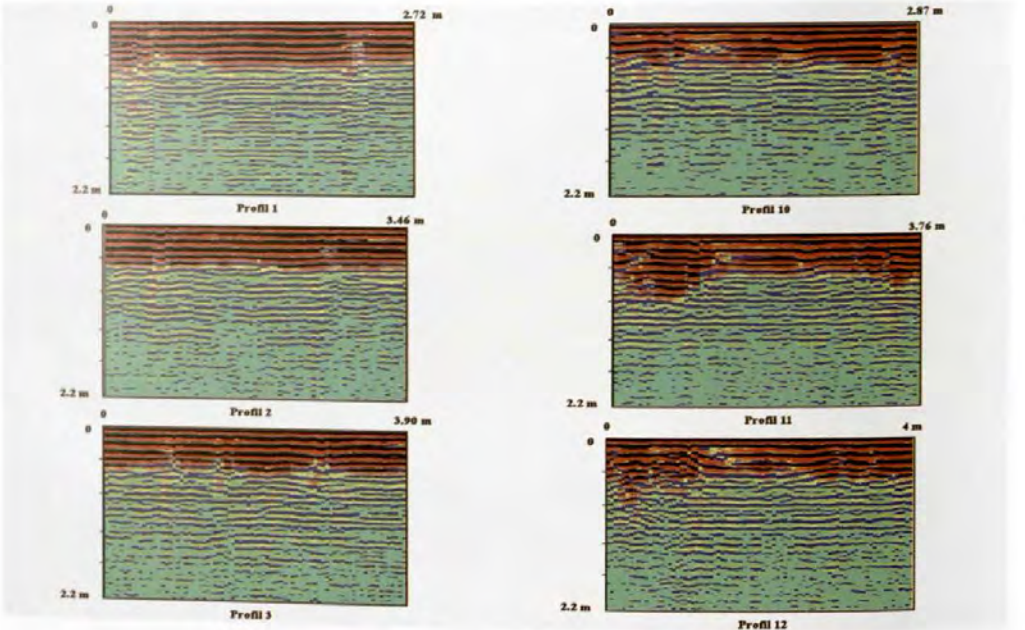 0
2.72 m
0
2.2 m
Profil 1
0
3.46 m
0
2.2 m
Profil 2
0
3.90 m
0
2.2 m
Profil 3
0
2.87 m
0
2.2 m
Profil 10
0
3.76 m
0
2.2 m
Profil 11
0
4 m
0
2.2 m
Profil 12